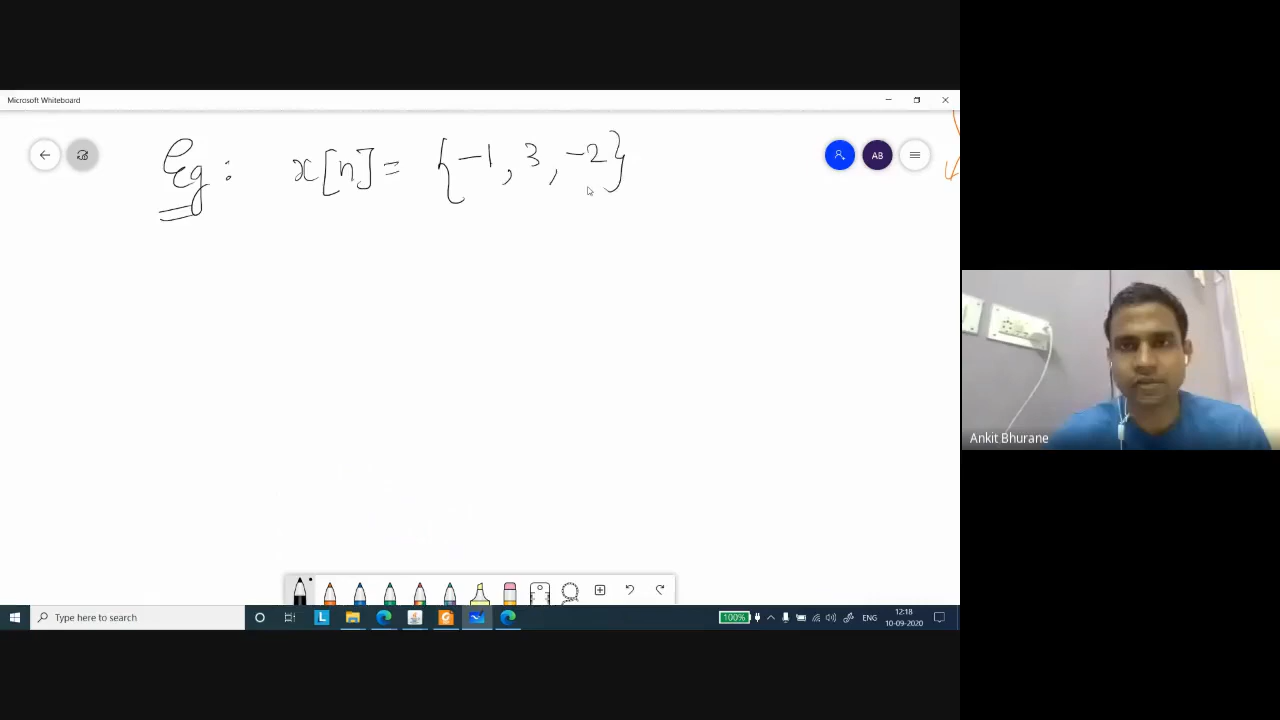 Microsoft Whiteboard
Eg : x[n] = {-1, 3, -2}
AB
Ankit Bhurane
Type here to search
L
100%
ENG
12:18
10-09-2020